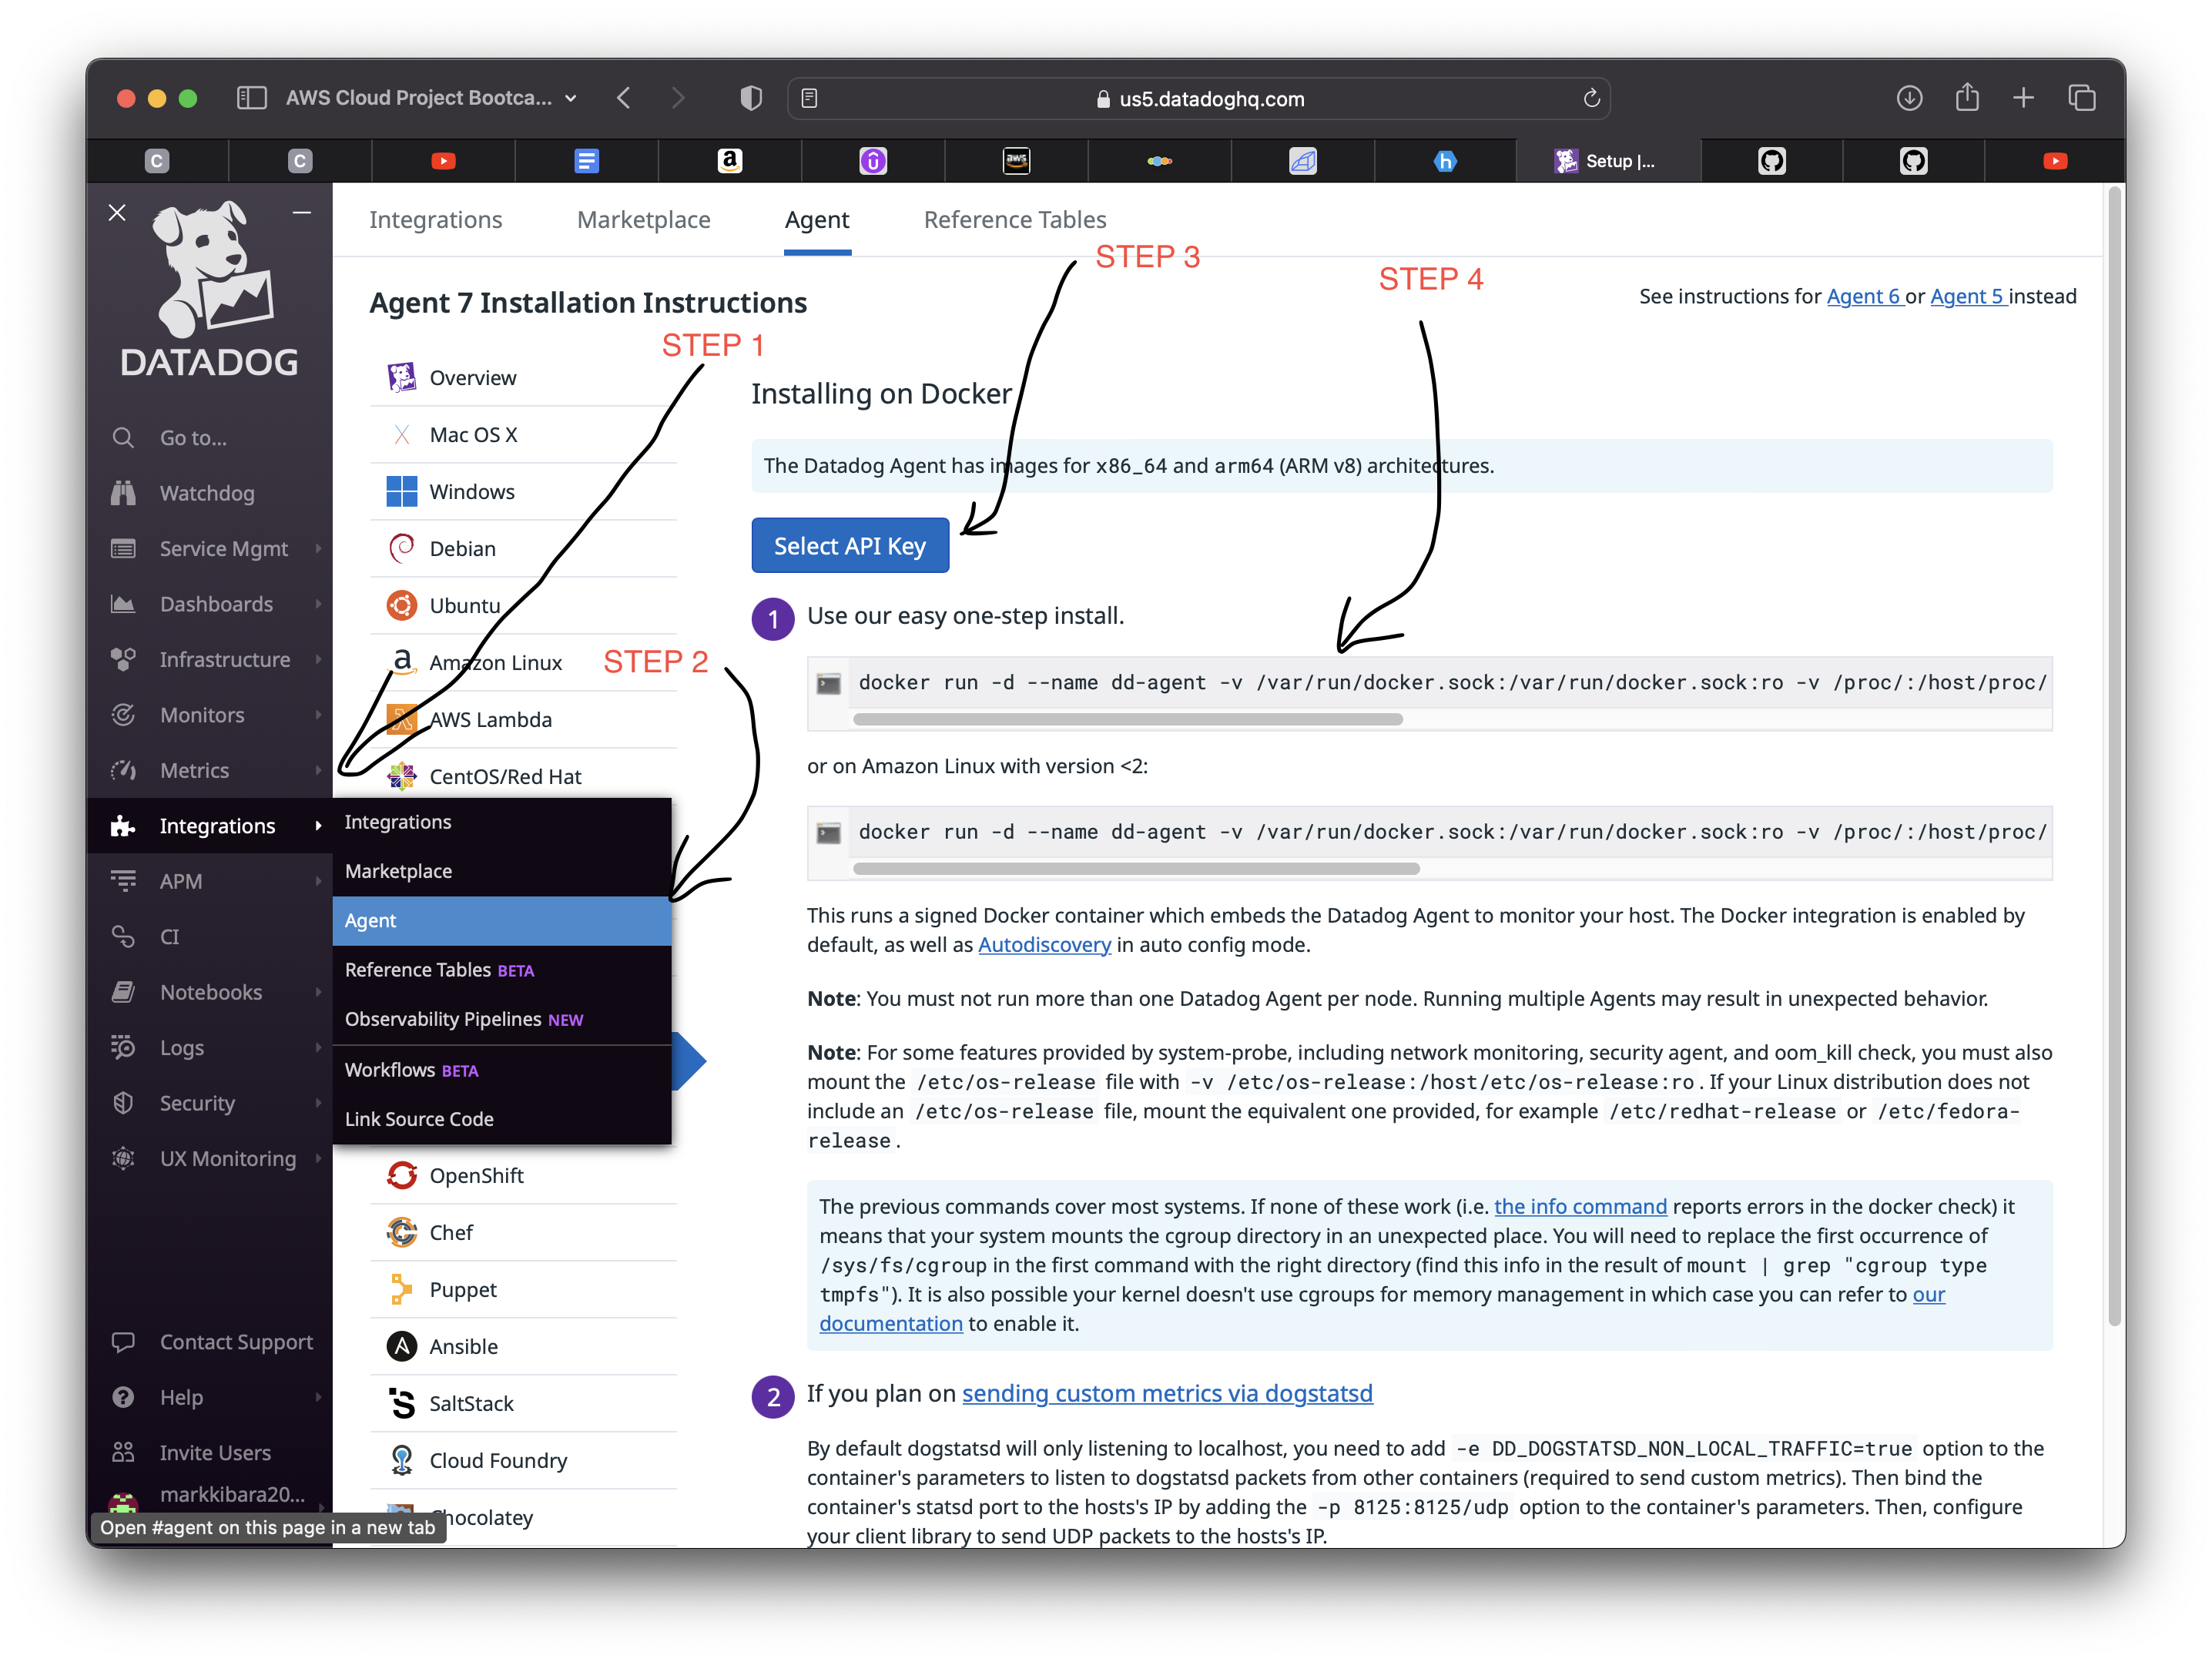 AWS Cloud Project Bootca...
us5.datadoghq.com
C
C
a
û
aws
h
Setup |...
DATADOG
Go to...
Watchdog
Service Mgmt
Dashboards
Infrastructure
Monitors
Metrics
Integrations
APM
CI
Notebooks
Logs
Security
UX Monitoring
Contact Support
Help
Invite Users
markkibara20...
Open #agent on this page in a new tab
Integrations
Marketplace
Agent
Reference Tables BETA
Observability Pipelines NEW
Workflows BETA
Link Source Code
Integrations Marketplace Agent Reference Tables
STEP 1
STEP 2
STEP 3
STEP 4
Agent 7 Installation Instructions
See instructions for Agent 6 or Agent 5 instead
Overview
Mac OS X
Windows
Debian
Ubuntu
Amazon Linux
AWS Lambda
CentOS/Red Hat
OpenShift
Chef
Puppet
Ansible
SaltStack
Cloud Foundry
hocolatey
Installing on Docker
The Datadog Agent has images for x86_64 and arm64 (ARM v8) architectures.
Select API Key
1 Use our easy one-step install.
docker run -d --name dd-agent -v /var/run/docker.sock:/var/run/docker.sock:ro -v /proc/:/host/proc/
or on Amazon Linux with version <2:
docker run -d --name dd-agent -v /var/run/docker.sock:/var/run/docker.sock:ro -v /proc/:/host/proc/
This runs a signed Docker container which embeds the Datadog Agent to monitor your host. The Docker integration is enabled by
default, as well as Autodiscovery in auto config mode.
Note: You must not run more than one Datadog Agent per node. Running multiple Agents may result in unexpected behavior.
Note: For some features provided by system-probe, including network monitoring, security agent, and oom_kill check, you must also
mount the /etc/os-release file with -v /etc/os-release:/host/etc/os-release:ro. If your Linux distribution does not
include an /etc/os-release file, mount the equivalent one provided, for example /etc/redhat-release or /etc/fedora-
release.
The previous commands cover most systems. If none of these work (i.e. the info command reports errors in the docker check) it
means that your system mounts the cgroup directory in an unexpected place. You will need to replace the first occurrence of
/sys/fs/cgroup in the first command with the right directory (find this info in the result of mount | grep "cgroup type
tmpfs"). It is also possible your kernel doesn't use cgroups for memory management in which case you can refer to our
documentation to enable it.
2 If you plan on sending custom metrics via dogstatsd
By default dogstatsd will only listening to localhost, you need to add -e DD_DOGSTATSD_NON_LOCAL_TRAFFIC=true option to the
container's parameters to listen to dogstatsd packets from other containers (required to send custom metrics). Then bind the
container's statsd port to the hosts's IP by adding the -p 8125:8125/udp option to the container's parameters. Then, configure
your client library to send UDP packets to the hosts's IP.